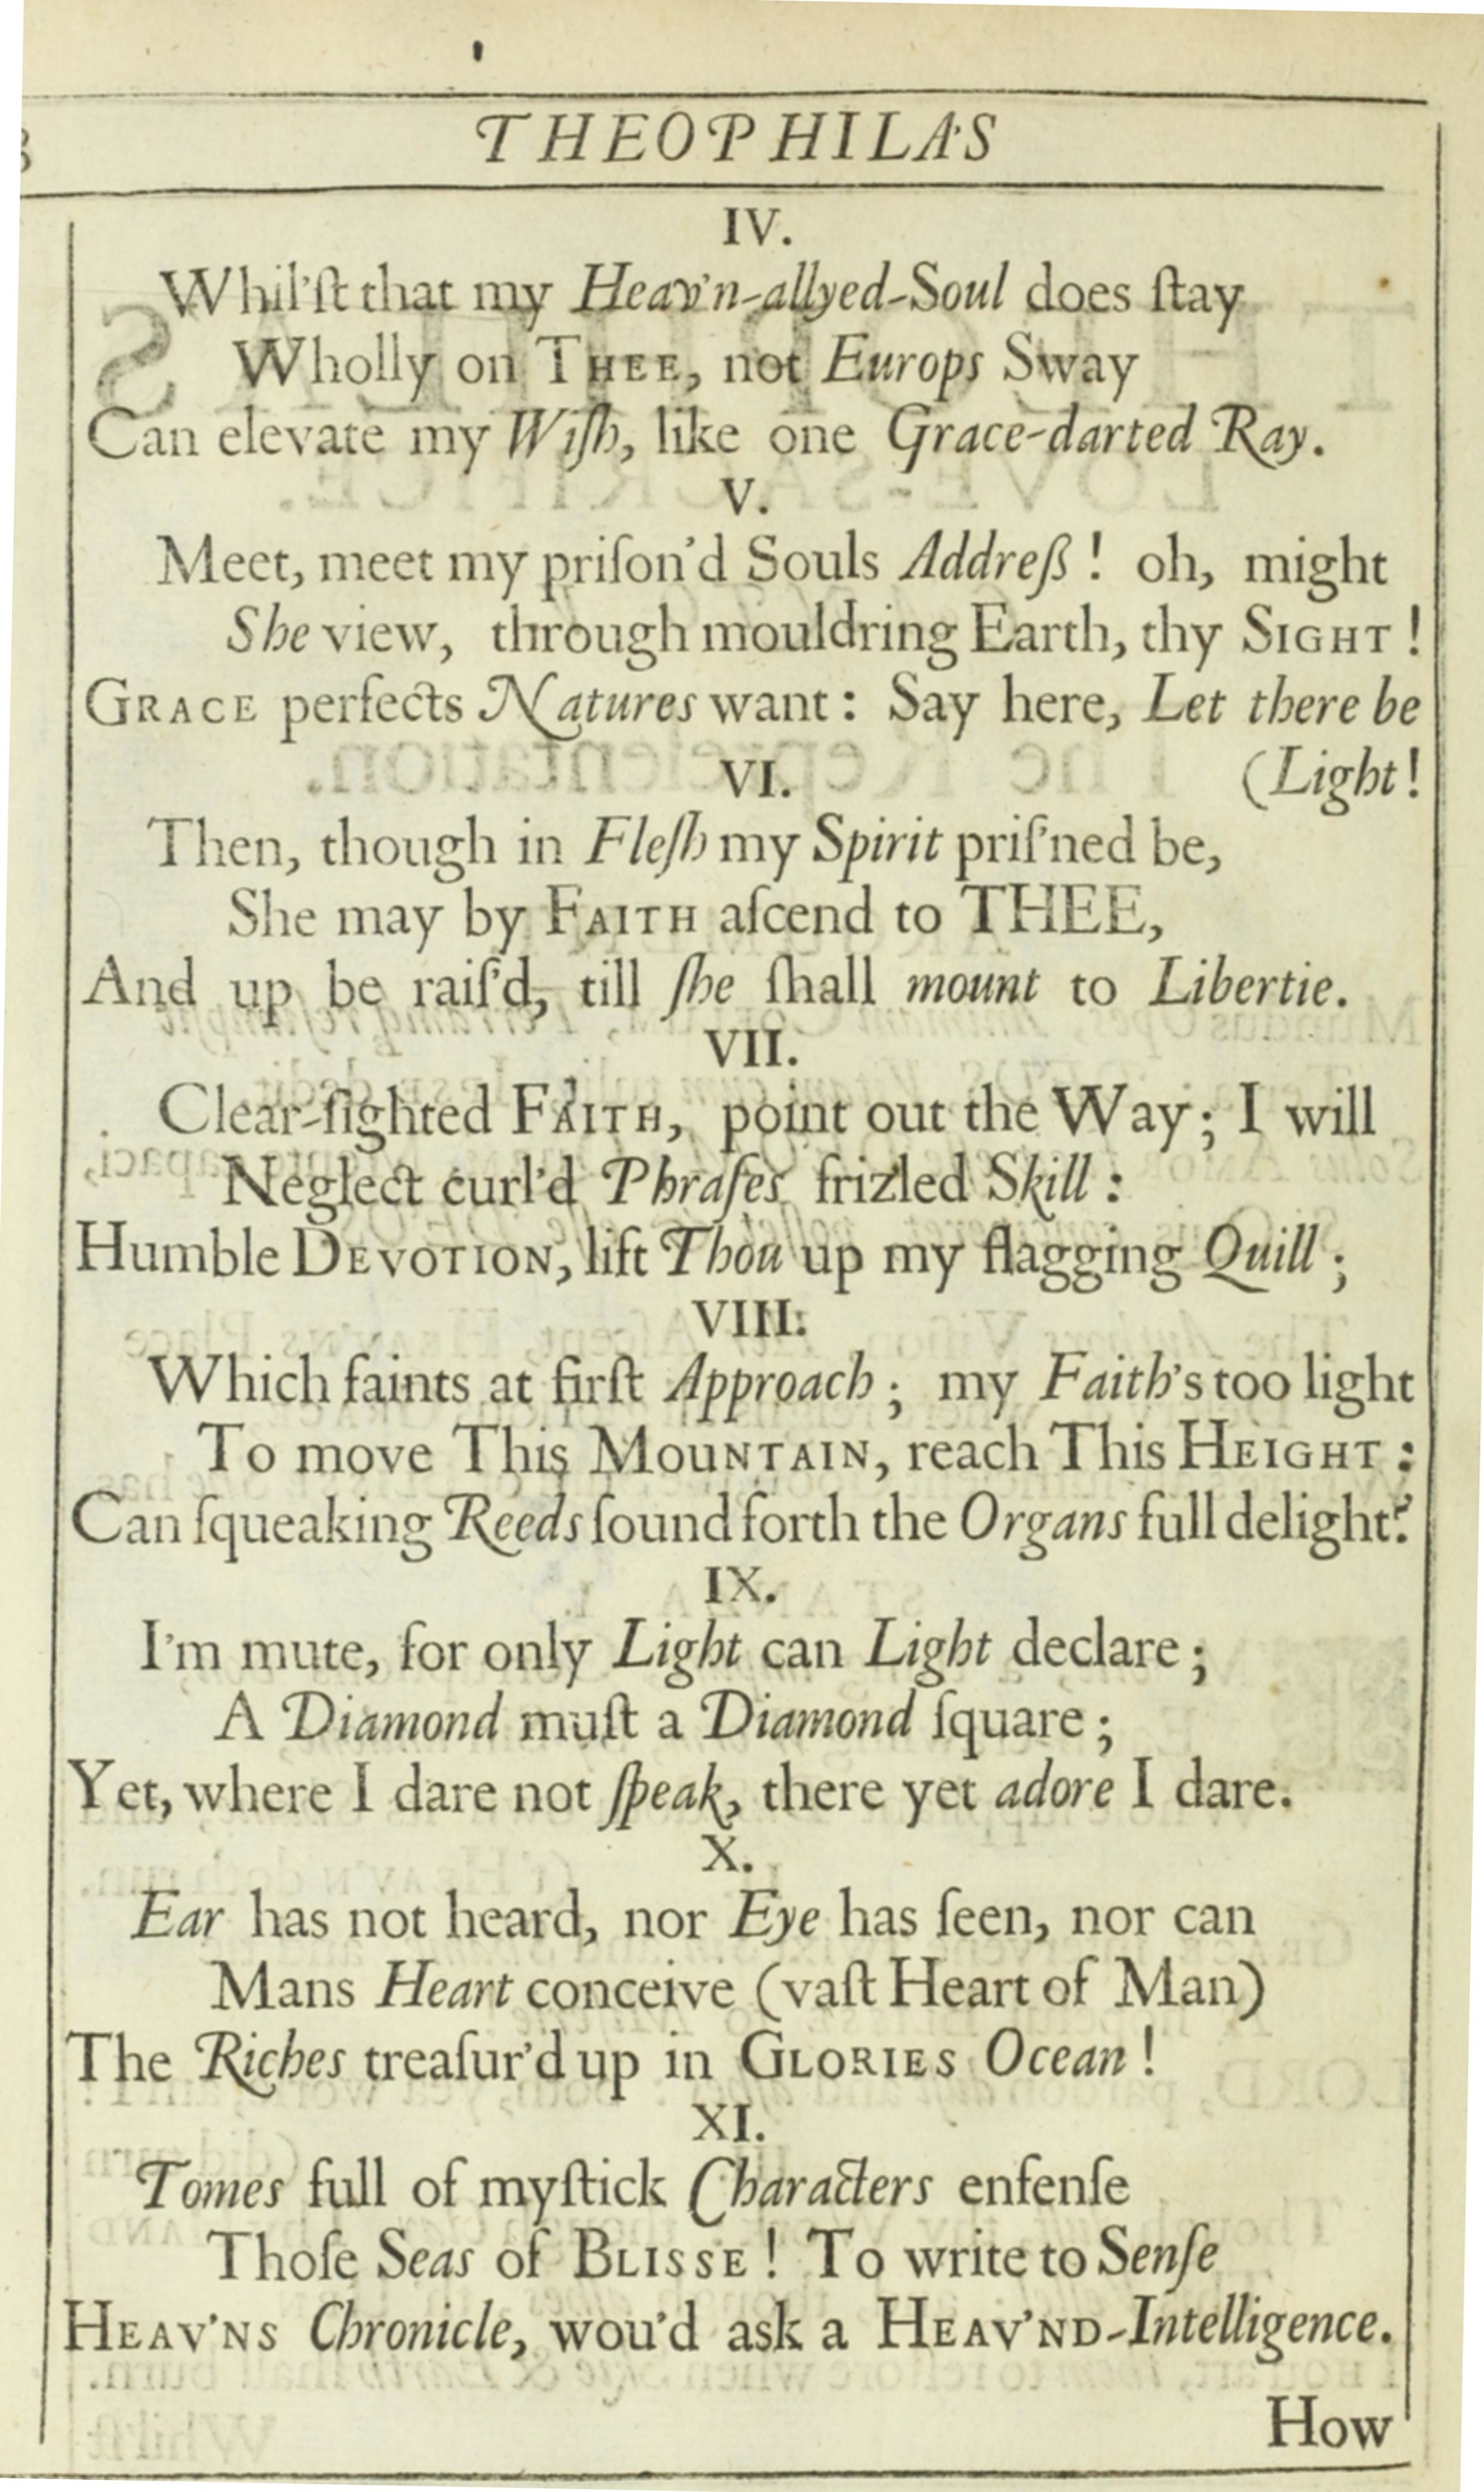 THEOPHILA'S
IV.
Whil'ſt that my Heav'n-allyed-Soul does ſtay
Wholly on THEE, not Europs Sway
Can elevate my Wiſh, like one Grace-darted Ray.
V.
Meet, meet my priſon'd Souls Addreß! oh, might
She view, through mouldring Earth, thy SIGHT!
GRACE perfects Natures want: Say here, Let there be
(Light!
VI.
Then, though in Fleſh my Spirit priſ'ned be,
She may by FAITH aſcend to THEE,
And up be raiſ'd, till ſhe ſhall mount to Libertie.
VII.
Clear-ſighted FAITH, point out the Way; I will
Neglect curl'd Phraſes frizled Skill:
Humble DEVOTION, lift Thou up my flagging Quill;
VIII.
Which faints at firſt Approach; my Faith's too light
To move This MOUNTAIN, reach This HEIGHT:
Can ſqueaking Reeds ſound forth the Organs full delight?
IX.
I'm mute, for only Light can Light declare;
A Diamond muſt a Diamond ſquare;
Yet, where I dare not ſpeak, there yet adore I dare.
X.
Ear has not heard, nor Eye has ſeen, nor can
Mans Heart conceive (vaſt Heart of Man)
The Riches treaſur'd up in GLORIES Ocean!
XI.
Tomes full of myſtick Characters enſenſe
Thoſe Seas of BLISSE! To write to Senſe
HEAV'NS Chronicle, wou'd ask a HEAV'ND-Intelligence.
How